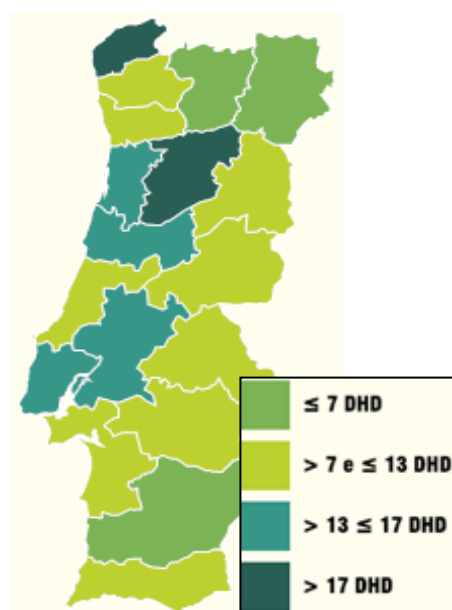 ≤ 7 DHD
> 7 e ≤ 13 DHD
> 13 ≤ 17 DHD
> 17 DHD